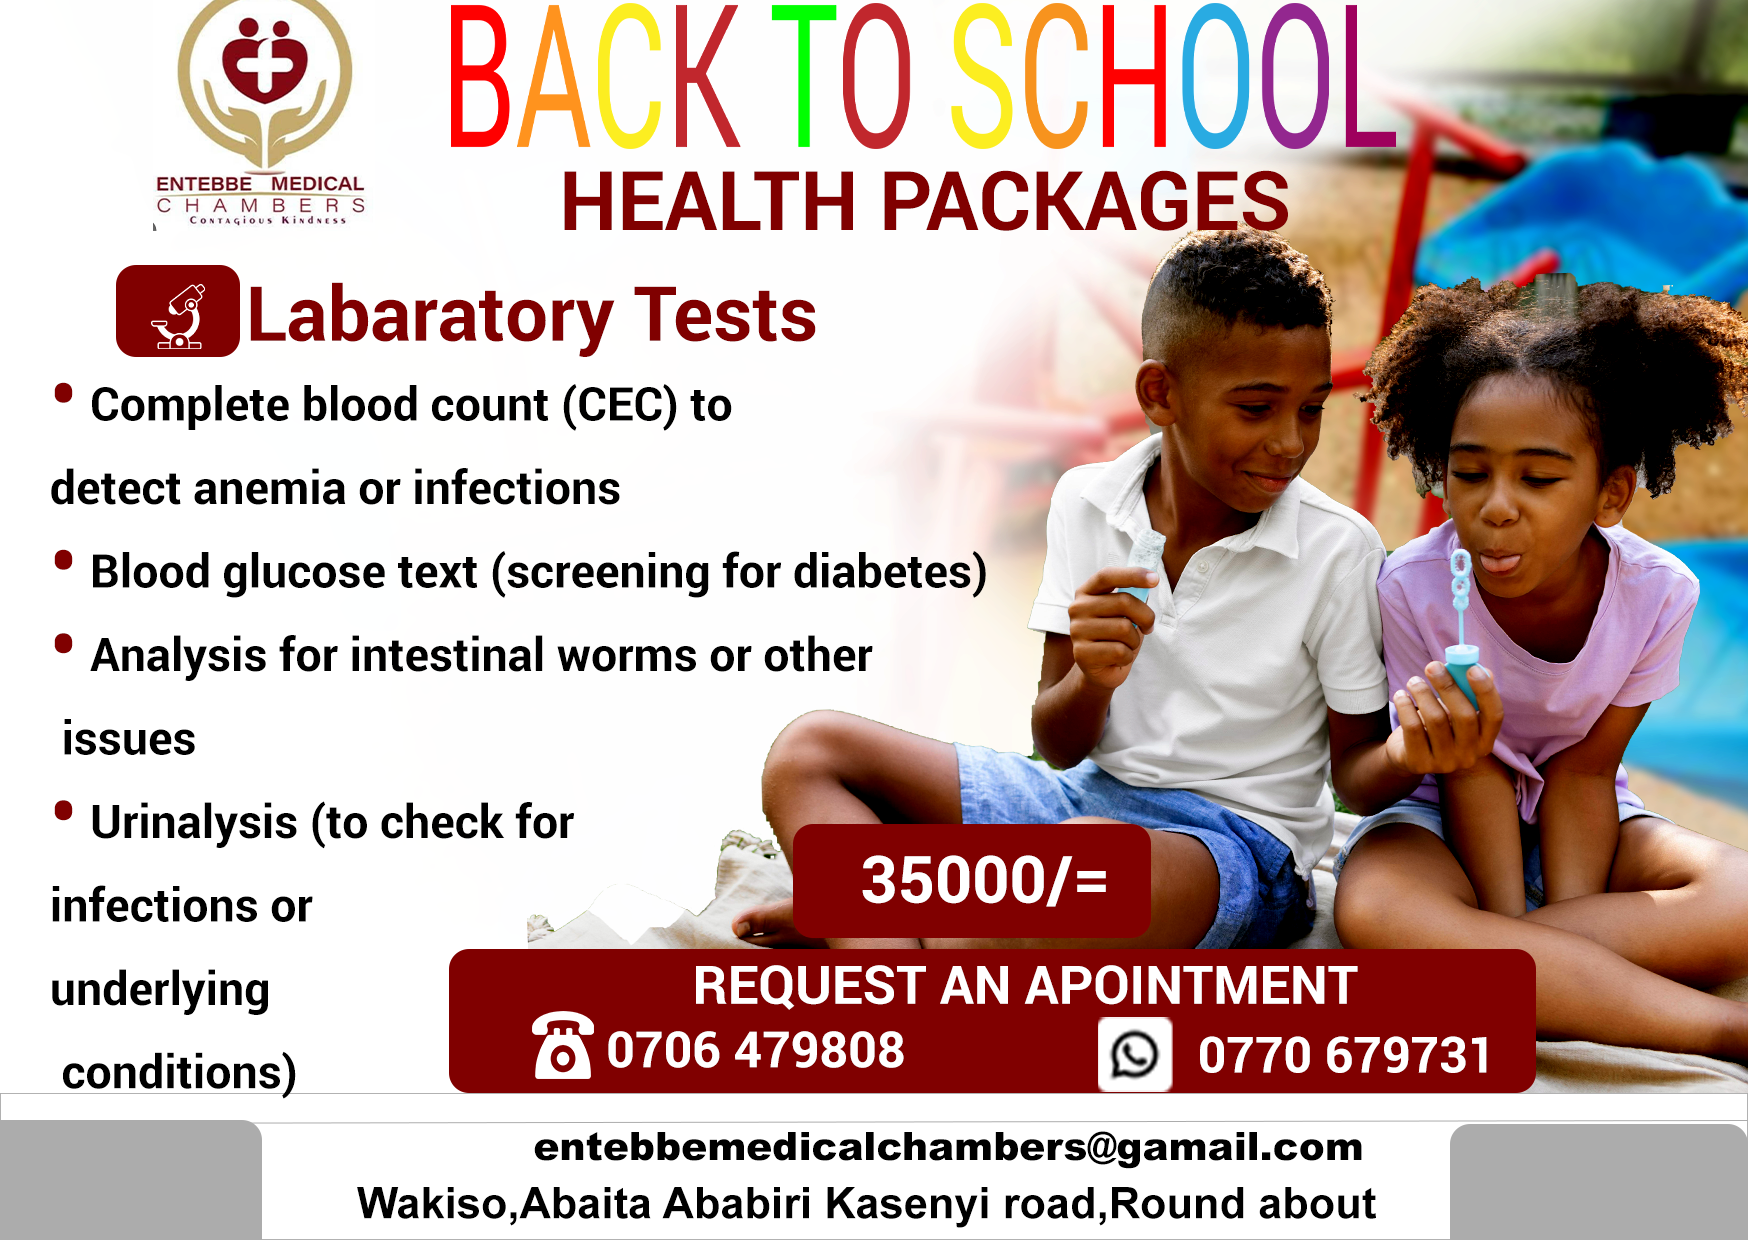 BACK TO SCHOOL
HEALTH PACKAGES
ENTEBBE MEDICAL
CHAMBERS
CONTAGIOUS KINDNESS
Labaratory Tests
• Complete blood count (CEC) to
detect anemia or infections
• Blood glucose text (screening for diabetes)
• Analysis for intestinal worms or other
issues
• Urinalysis (to check for
infections or
underlying
conditions)
35000/=
REQUEST AN APOINTMENT
0706 479808
0770 679731
entebbemedicalchambers@gamail.com
Wakiso,Abaita Ababiri Kasenyi road,Round about